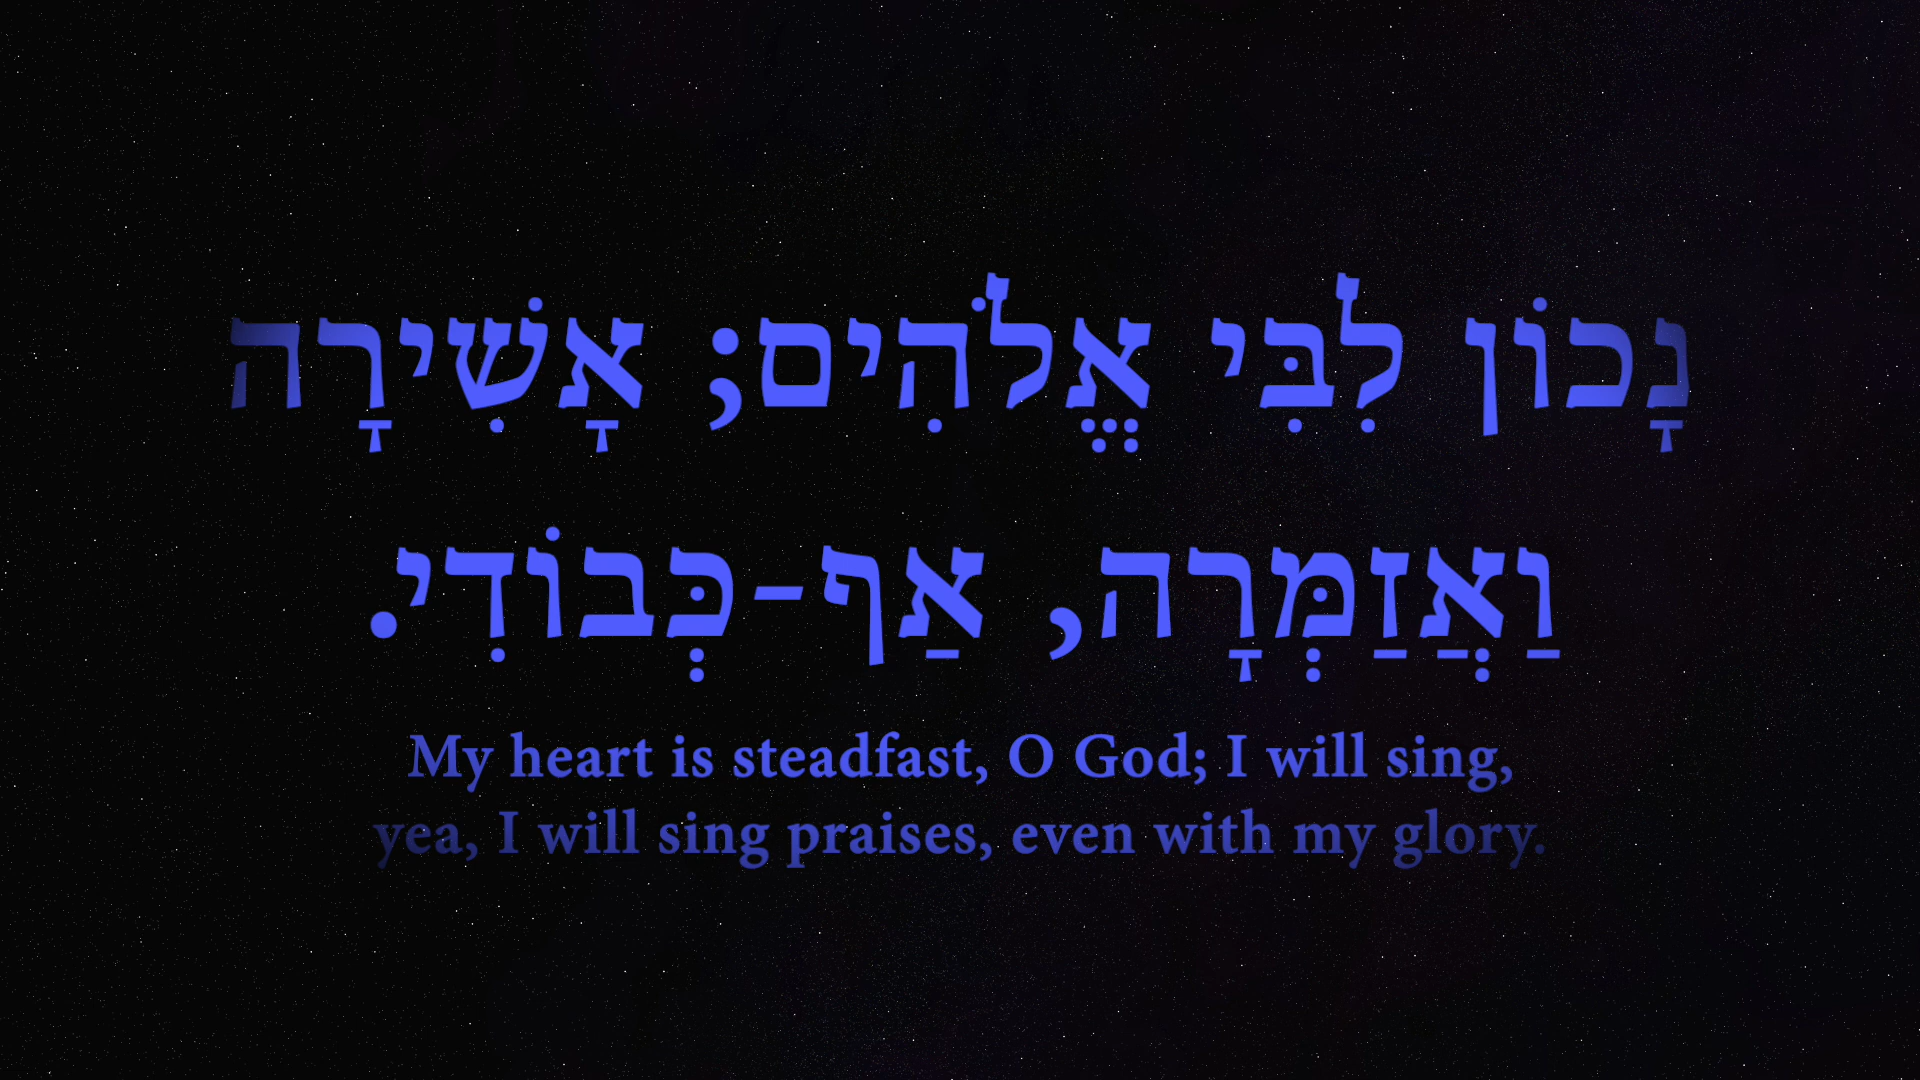 נָכוֹן לִבִּי אֱלֹהִים; אָשִׁירָה
וַאֲזַמְּרָה, אַף-כְּבוֹדִי.
My heart is steadfast, O God; I will sing,
yea, I will sing praises, even with my glory.